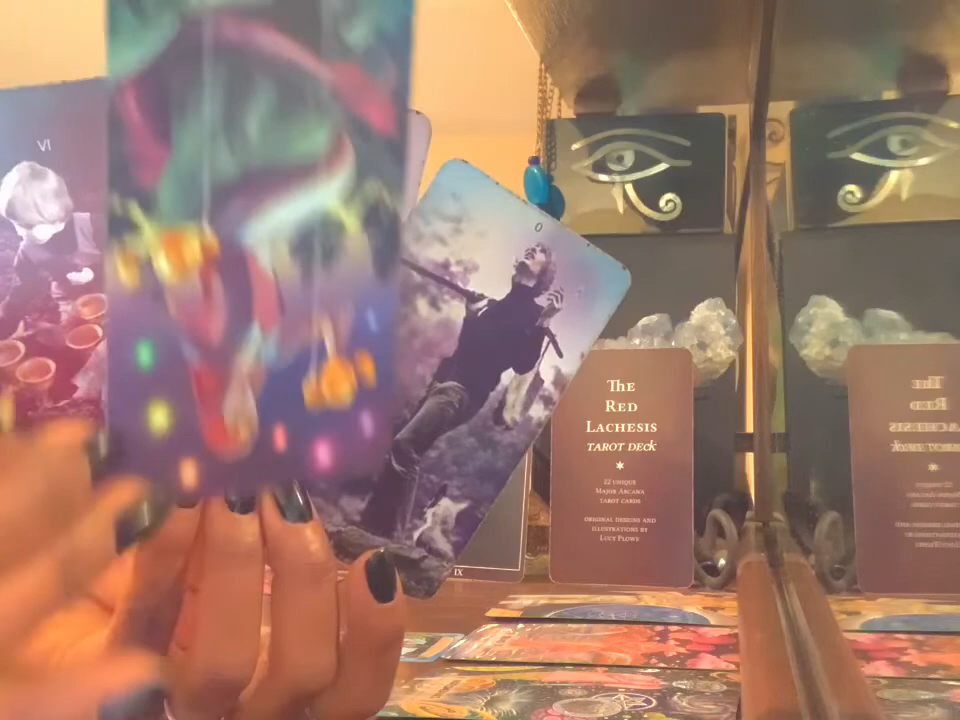 VI
0
The
Red
Lachesis
TAROT DECK
22 UNIQUE
MAJOR ARCANA
TAROT CARDS
ORIGINAL DESIGNS AND
ILLUSTRATIONS BY
LUCY FLOWE
IX